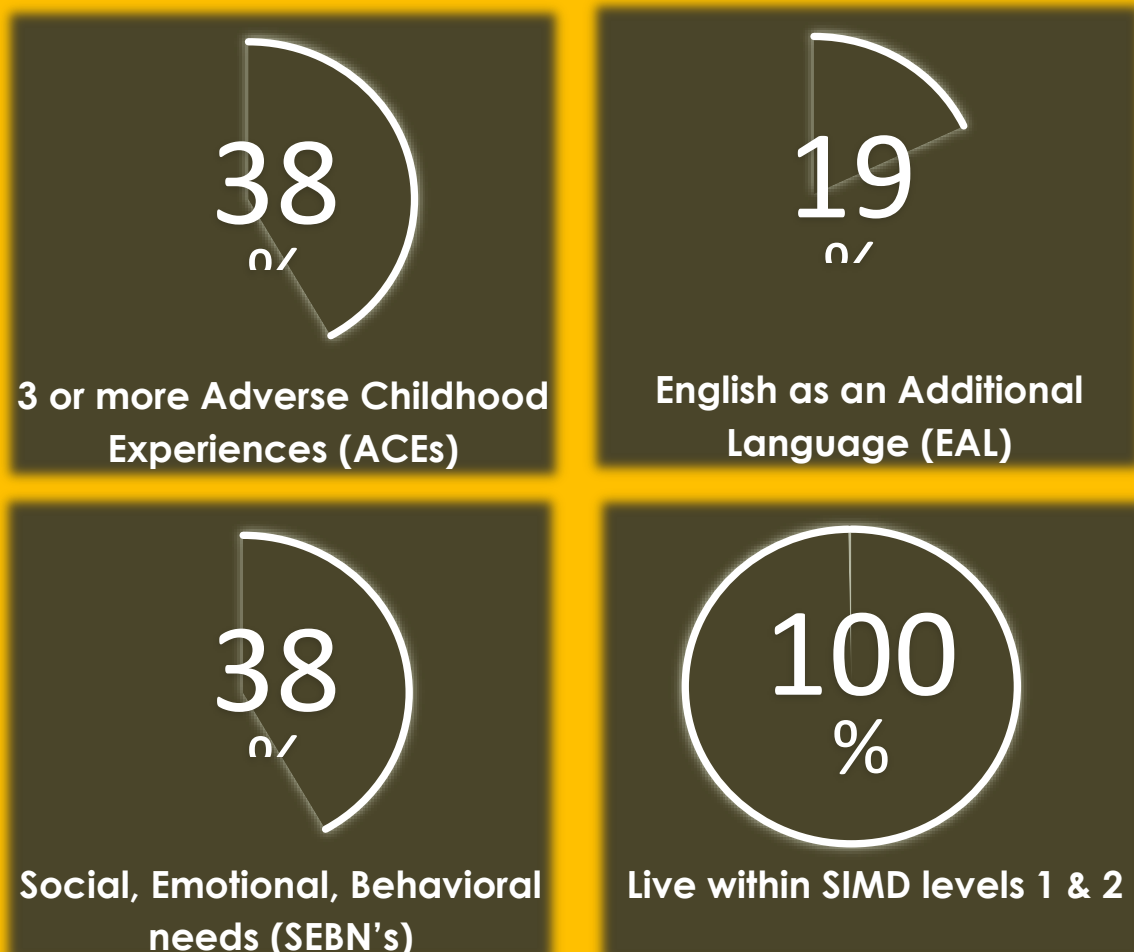 38
%
3 or more Adverse Childhood
Experiences (ACEs)
19
%
English as an Additional
Language (EAL)
38
%
Social, Emotional, Behavioral
needs (SEBN’s)
100
%
Live within SIMD levels 1 & 2